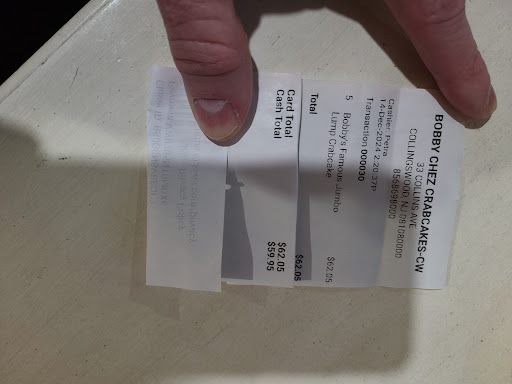 BOBBY CHEZ CRABCAKES-CW
33 COLLINS AVE
COLLINGSWOOD, NJ 081080000
Cashier: Petra
14-Dec-2024 2:20:37P
Transaction 000030
5 Bobby's Famous Jumbo Lump Crabcake $62.05
Total $62.05
Card Total $62.05
Cash Total $59.95